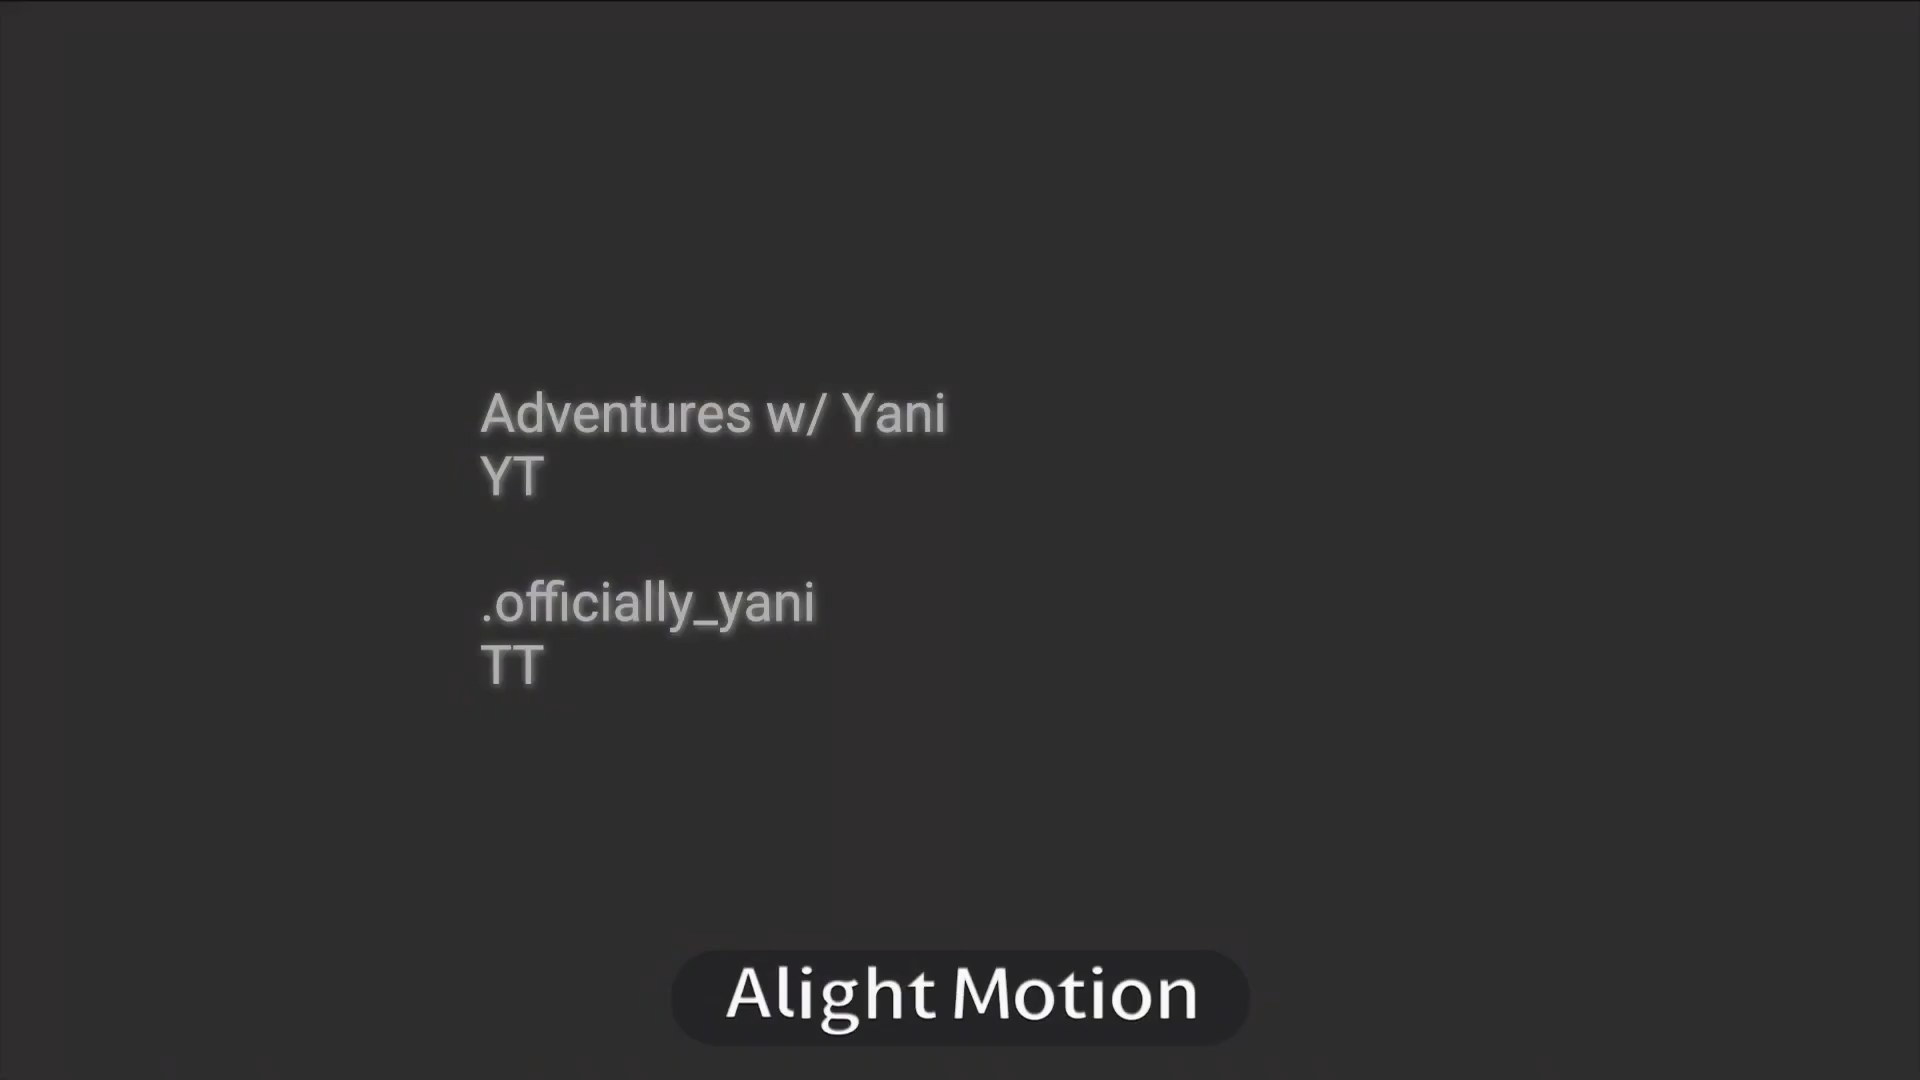 Adventures w/ Yani
YT
.officially_yani
TT
Alight Motion